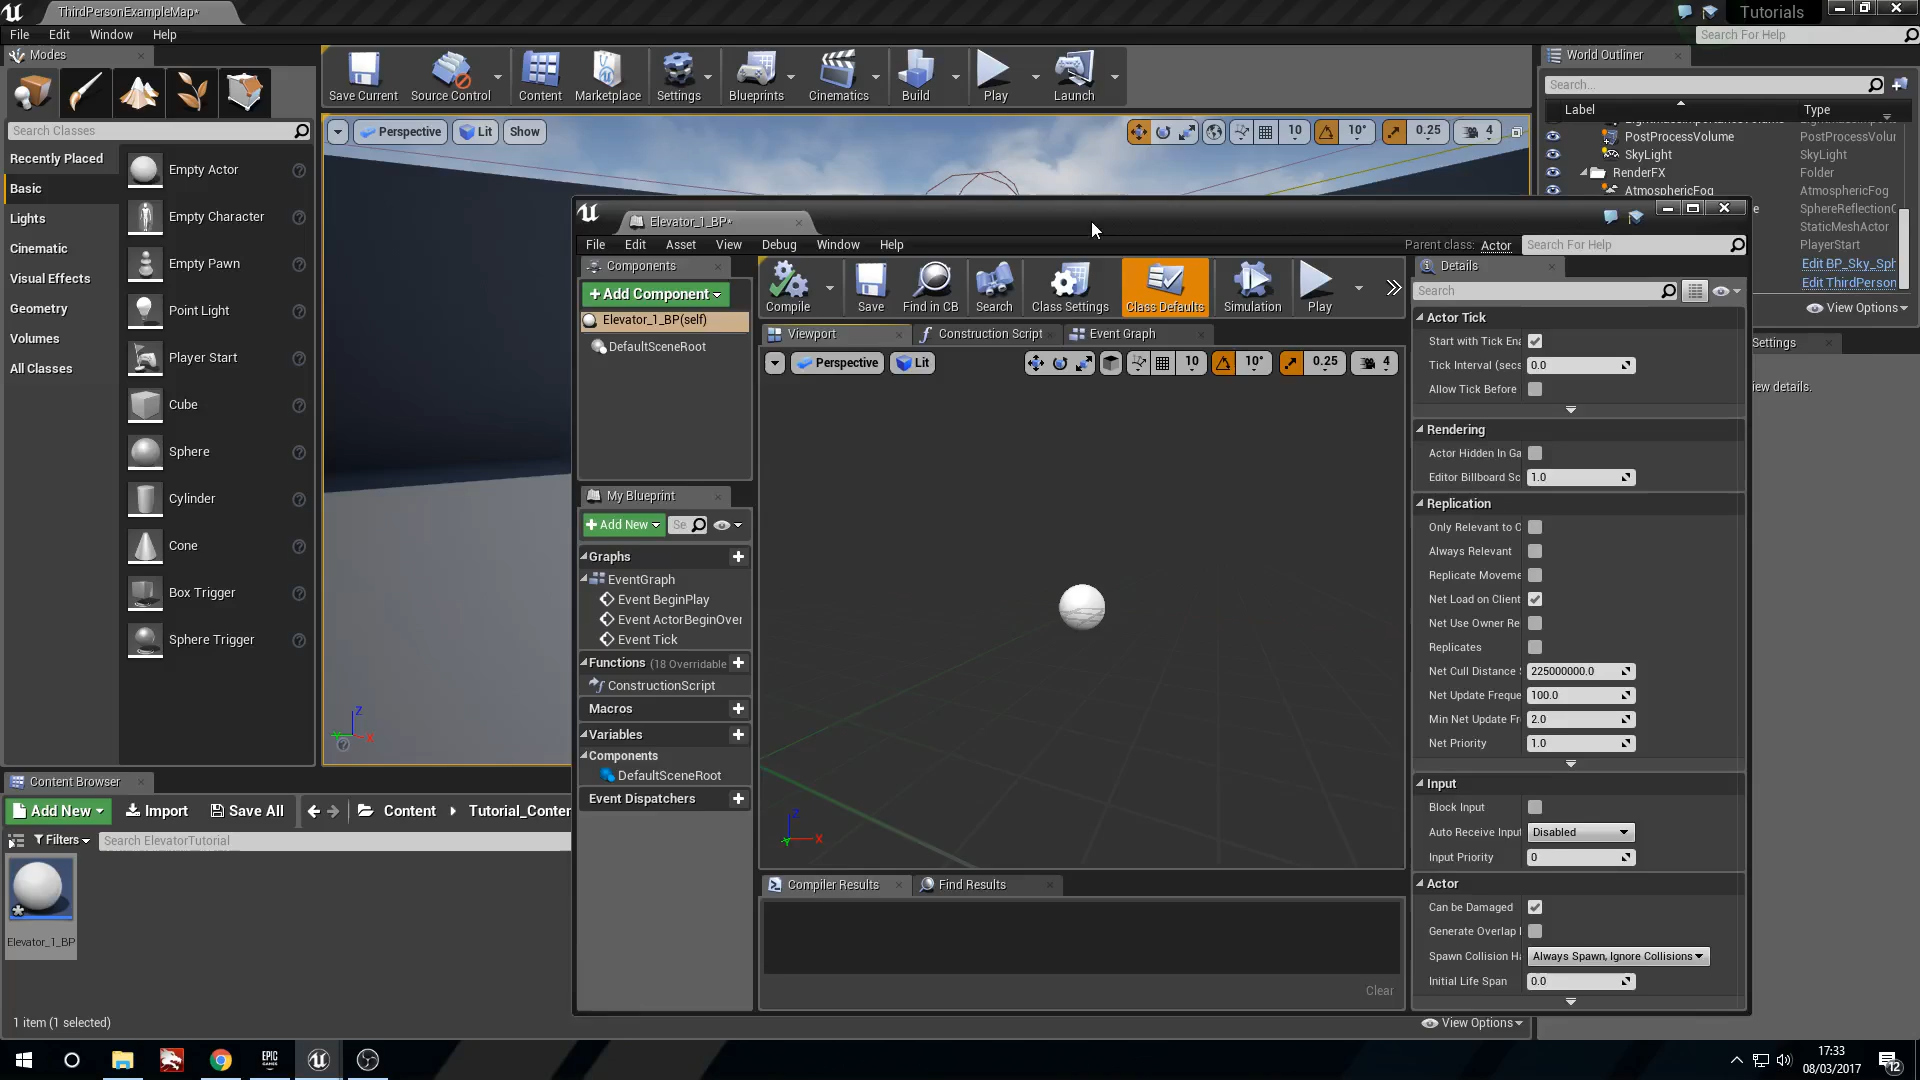 ThirdPersonExampleMap*
Tutorials
File Edit Window Help
Search For Help
Modes
Save Current
Source Control
Content
Marketplace
Settings
Blueprints
Cinematics
Build
Play
Launch
World Outliner
Search...
Label Type
PostProcessVolume PostProcessVolur
SkyLight SkyLight
RenderFX Folder
AtmosphericFog AtmosphericFog
SphereReflectionC
StaticMeshActor
PlayerStart
Edit BP_Sky_Sph
Edit ThirdPerson
View Options
Settings
iew details.
Search Classes
Recently Placed
Basic
Lights
Cinematic
Visual Effects
Geometry
Volumes
All Classes
Empty Actor
Empty Character
Empty Pawn
Point Light
Player Start
Cube
Sphere
Cylinder
Cone
Box Trigger
Sphere Trigger
Perspective Lit Show
10 10° 0.25 4
Z
X
Elevator_1_BP*
File Edit Asset View Debug Window Help
Parent class: Actor Search For Help
Components
+Add Component
Elevator_1_BP(self)
DefaultSceneRoot
Compile
Save
Find in CB
Search
Class Settings
Class Defaults
Simulation
Play
Viewport
Construction Script
Event Graph
Perspective Lit
10 10° 0.25 4
Z
Y X
My Blueprint
+Add New Se
Graphs
EventGraph
Event BeginPlay
Event ActorBeginOver
Event Tick
Functions (18 Overridable
ConstructionScript
Macros
Variables
Components
DefaultSceneRoot
Event Dispatchers
Compiler Results
Find Results
Clear
Details
Search
Actor Tick
Start with Tick Ena
Tick Interval (secs 0.0
Allow Tick Before
Rendering
Actor Hidden In Ga
Editor Billboard Sc 1.0
Replication
Only Relevant to O
Always Relevant
Replicate Moveme
Net Load on Client
Net Use Owner Re
Replicates
Net Cull Distance S 225000000.0
Net Update Freque 100.0
Min Net Update Fr 2.0
Net Priority 1.0
Input
Block Input
Auto Receive Input Disabled
Input Priority 0
Actor
Can be Damaged
Generate Overlap
Spawn Collision Ha Always Spawn, Ignore Collisions
Initial Life Span 0.0
Content Browser
Add New Import Save All Content Tutorial_Conten
Filters Search ElevatorTutorial
Elevator_1_BP
1 item (1 selected)
View Options
EPIC GAMES
17:33
08/03/2017
12